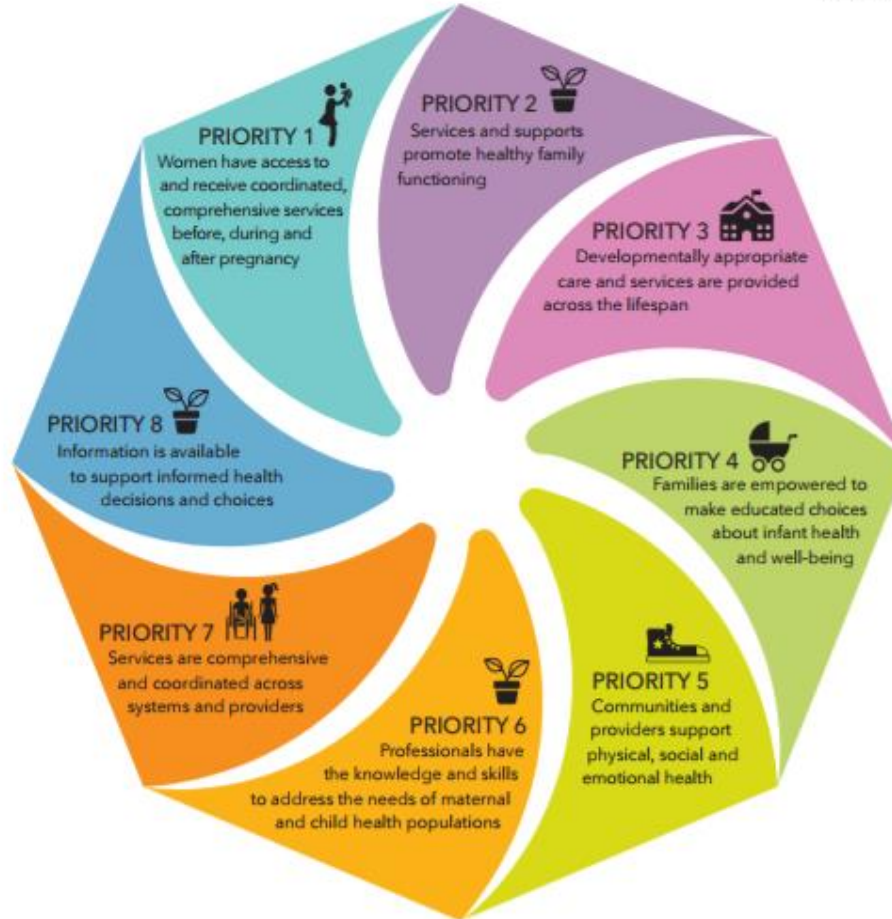 PRIORITY 1
Women have access to
and receive coordinated,
comprehensive services
before, during and
after pregnancy
PRIORITY 2
Services and supports
promote healthy family
functioning
PRIORITY 3
Developmentally appropriate
care and services are provided
across the lifespan
PRIORITY 4
Families are empowered to
make educated choices
about infant health
and well-being
PRIORITY 5
Communities and
providers support
physical, social and
emotional health
PRIORITY 6
Professionals have
the knowledge and skills
to address the needs of maternal
and child health populations
PRIORITY 7
Services are comprehensive
and coordinated across
systems and providers
PRIORITY 8
Information is available
to support informed health
decisions and choices